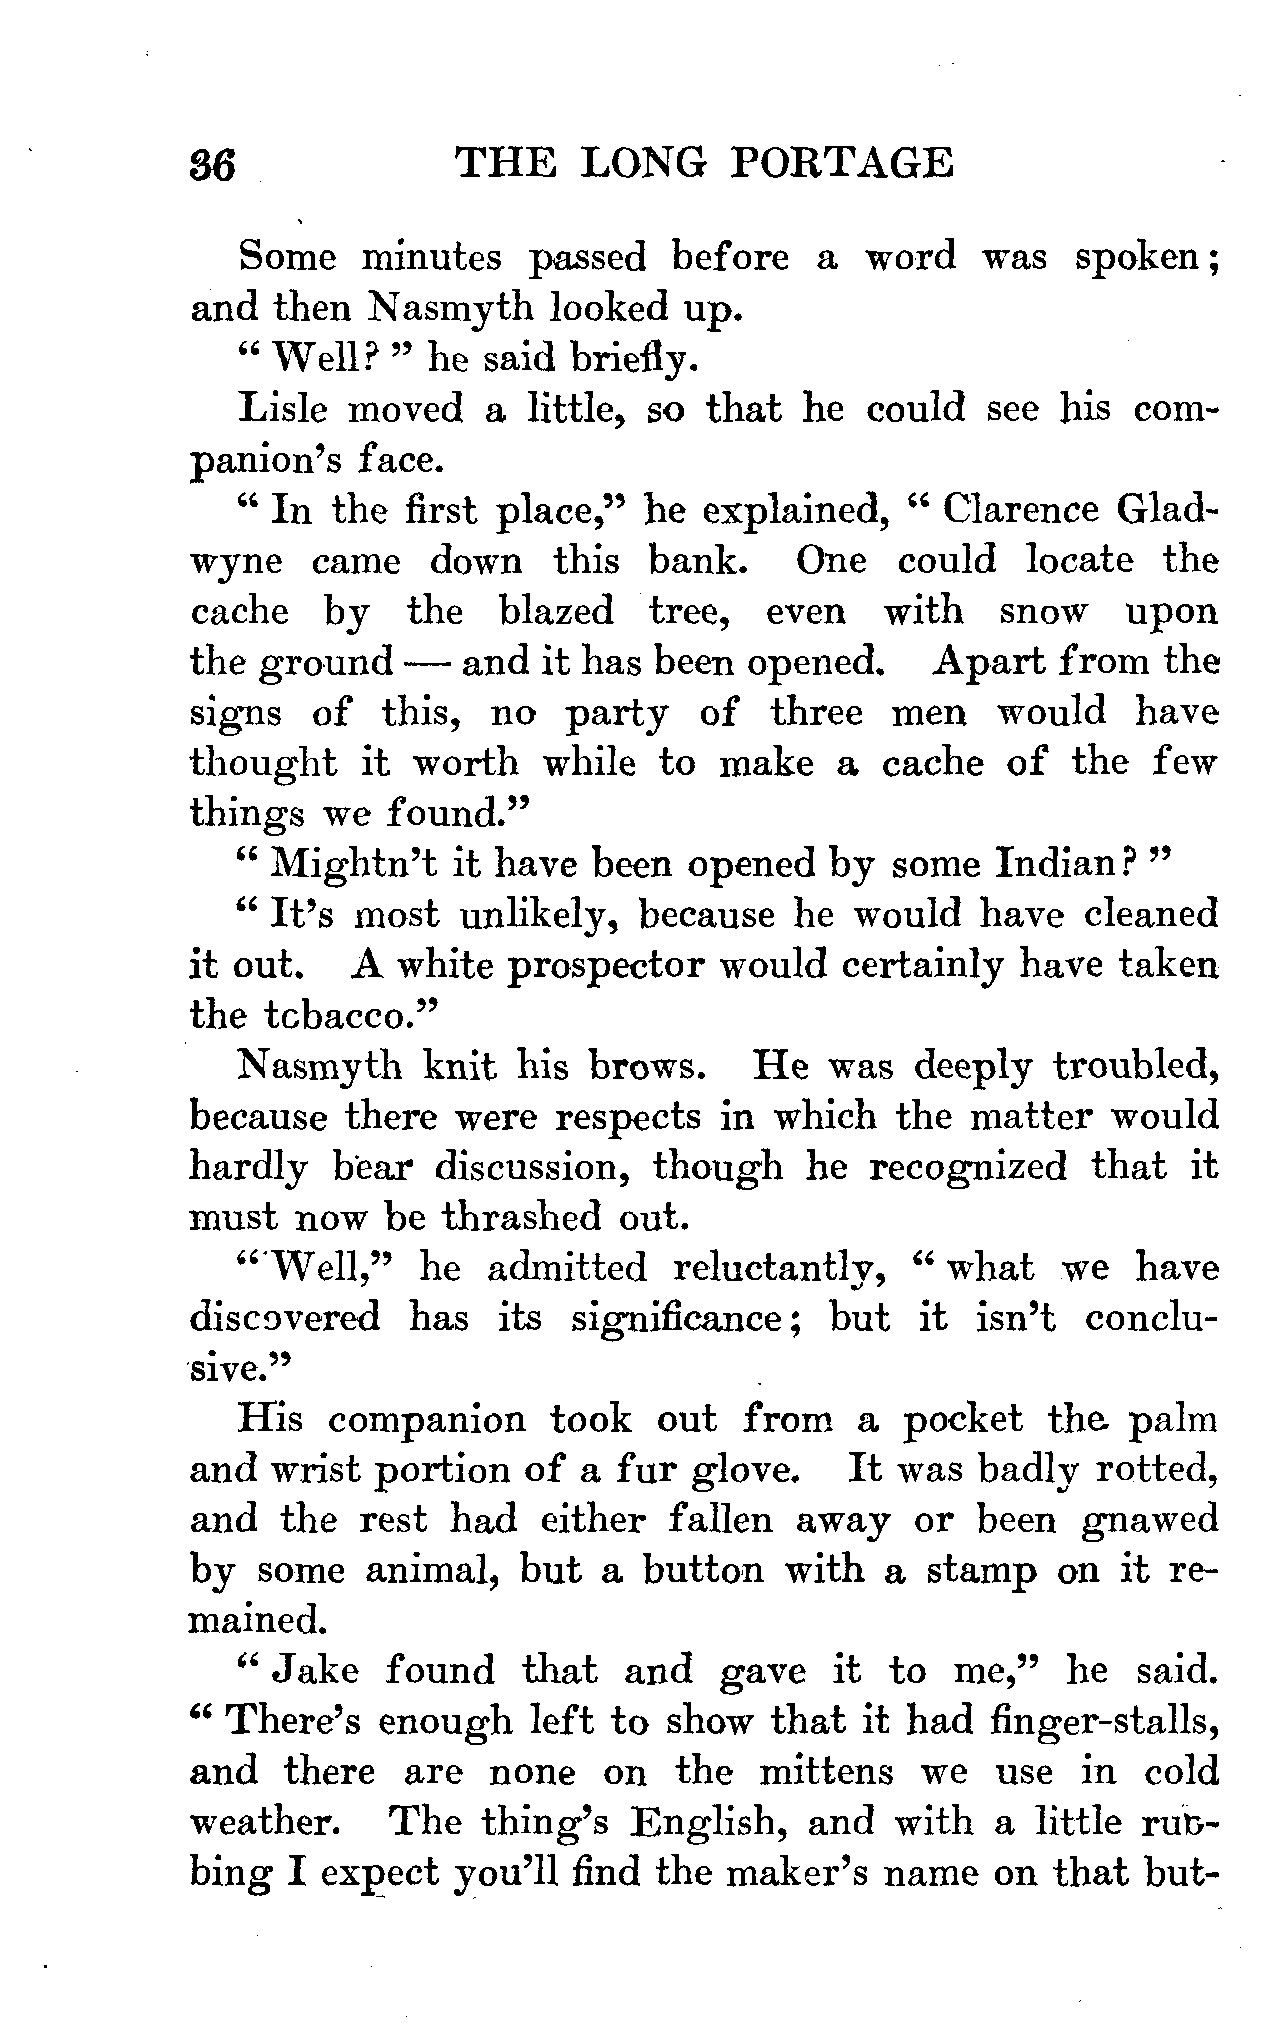 36 THE LONG PORTAGE
Some minutes passed before a word was spoken;
and then Nasmyth looked up.
“ Well? ” he said briefly.
Lisle moved a little, so that he could see his com-
panion’s face.
“ In the first place,” he explained, “ Clarence Glad-
wyne came down this bank. One could locate the
cache by the blazed tree, even with snow upon
the ground — and it has been opened. Apart from the
signs of this, no party of three men would have
thought it worth while to make a cache of the few
things we found.”
“ Mightn’t it have been opened by some Indian? ”
“ It’s most unlikely, because he would have cleaned
it out. A white prospector would certainly have taken
the tobacco.”
Nasmyth knit his brows. He was deeply troubled,
because there were respects in which the matter would
hardly bear discussion, though he recognized that it
must now be thrashed out.
“ Well,” he admitted reluctantly, “ what we have
discovered has its significance; but it isn’t conclu-
sive.”
His companion took out from a pocket the palm
and wrist portion of a fur glove. It was badly rotted,
and the rest had either fallen away or been gnawed
by some animal, but a button with a stamp on it re-
mained.
“ Jake found that and gave it to me,” he said.
“ There’s enough left to show that it had finger-stalls,
and there are none on the mittens we use in cold
weather. The thing’s English, and with a little rub-
bing I expect you’ll find the maker’s name on that but-